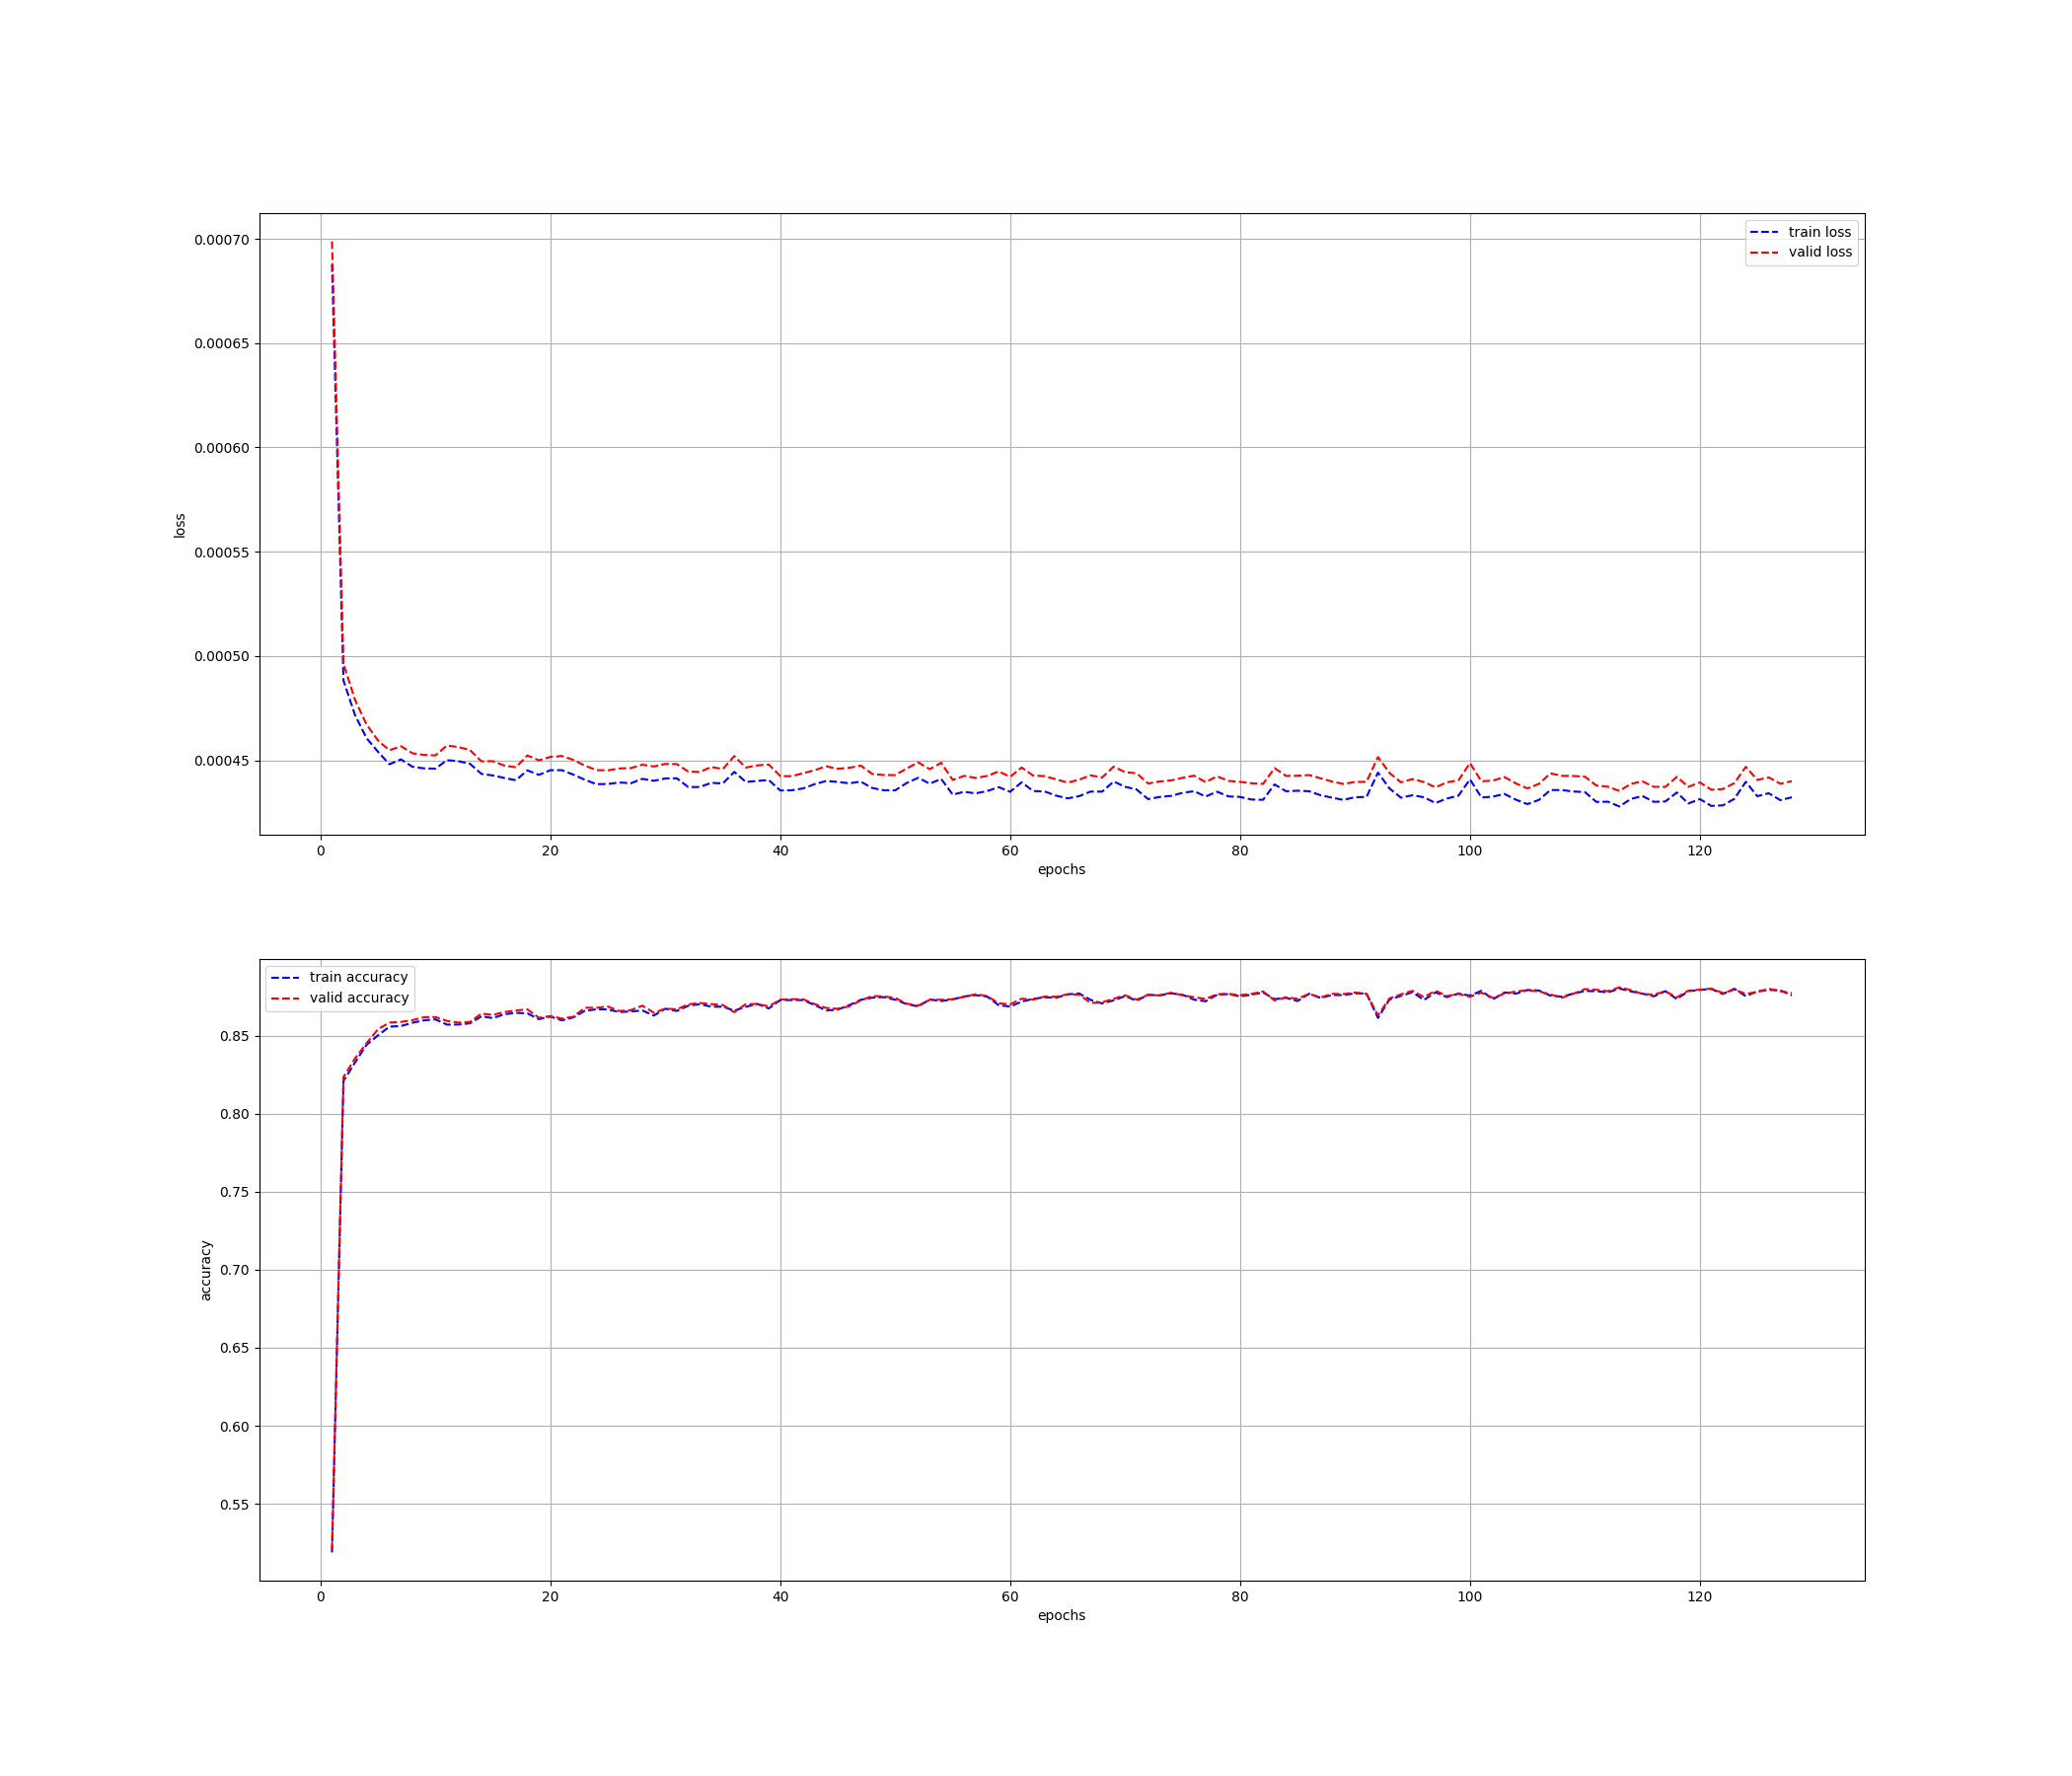 0.00070
0.00065
0.00060
0.00055
0.00050
0.00045
loss
train loss
valid loss
0 20 40 60 80 100 120
epochs
train accuracy
valid accuracy
0.85
0.80
0.75
0.70
0.65
0.60
0.55
accuracy
0 20 40 60 80 100 120
epochs